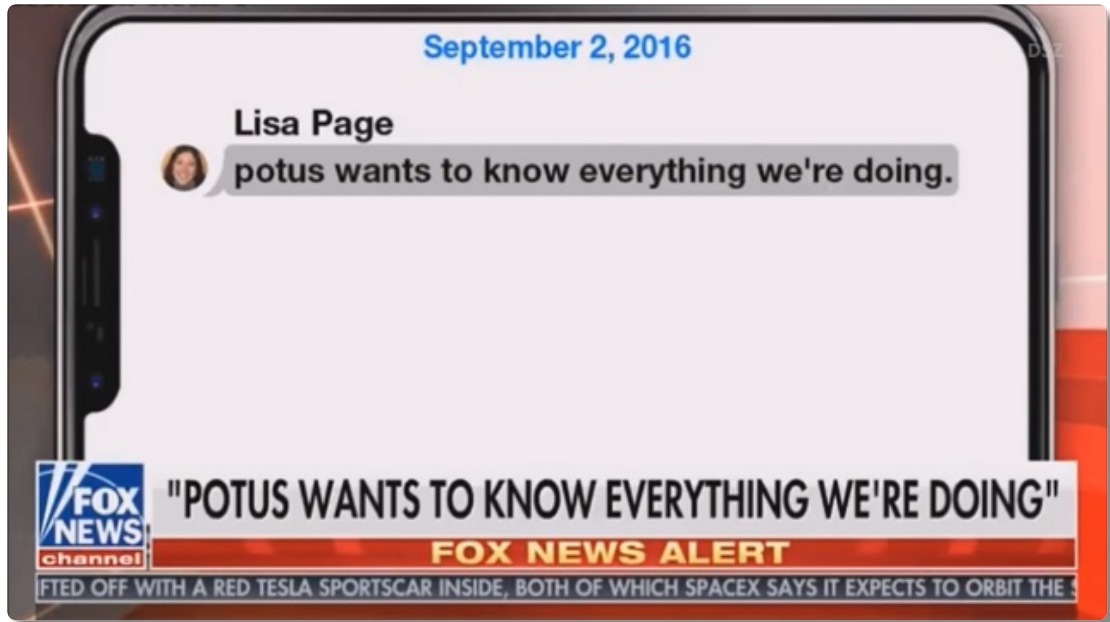 September 2, 2016
DSZ
Lisa Page
potus wants to know everything we're doing.
"POTUS WANTS TO KNOW EVERYTHING WE'RE DOING"
FOX NEWS ALERT
FOX
NEWS
channel
FTED OFF WITH A RED TESLA SPORTSCAR INSIDE, BOTH OF WHICH SPACEX SAYS IT EXPECTS TO ORBIT THE S